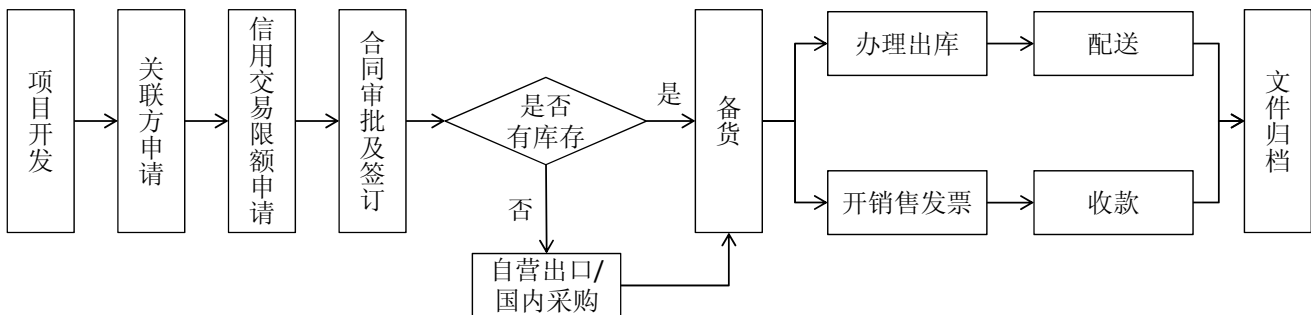 项目开发
关联方申请
信用交易限额申请
合同审批及签订
是否
有库存
是
否
自营出口/
国内采购
备货
办理出库
配送
开销售发票
收款
文件归档